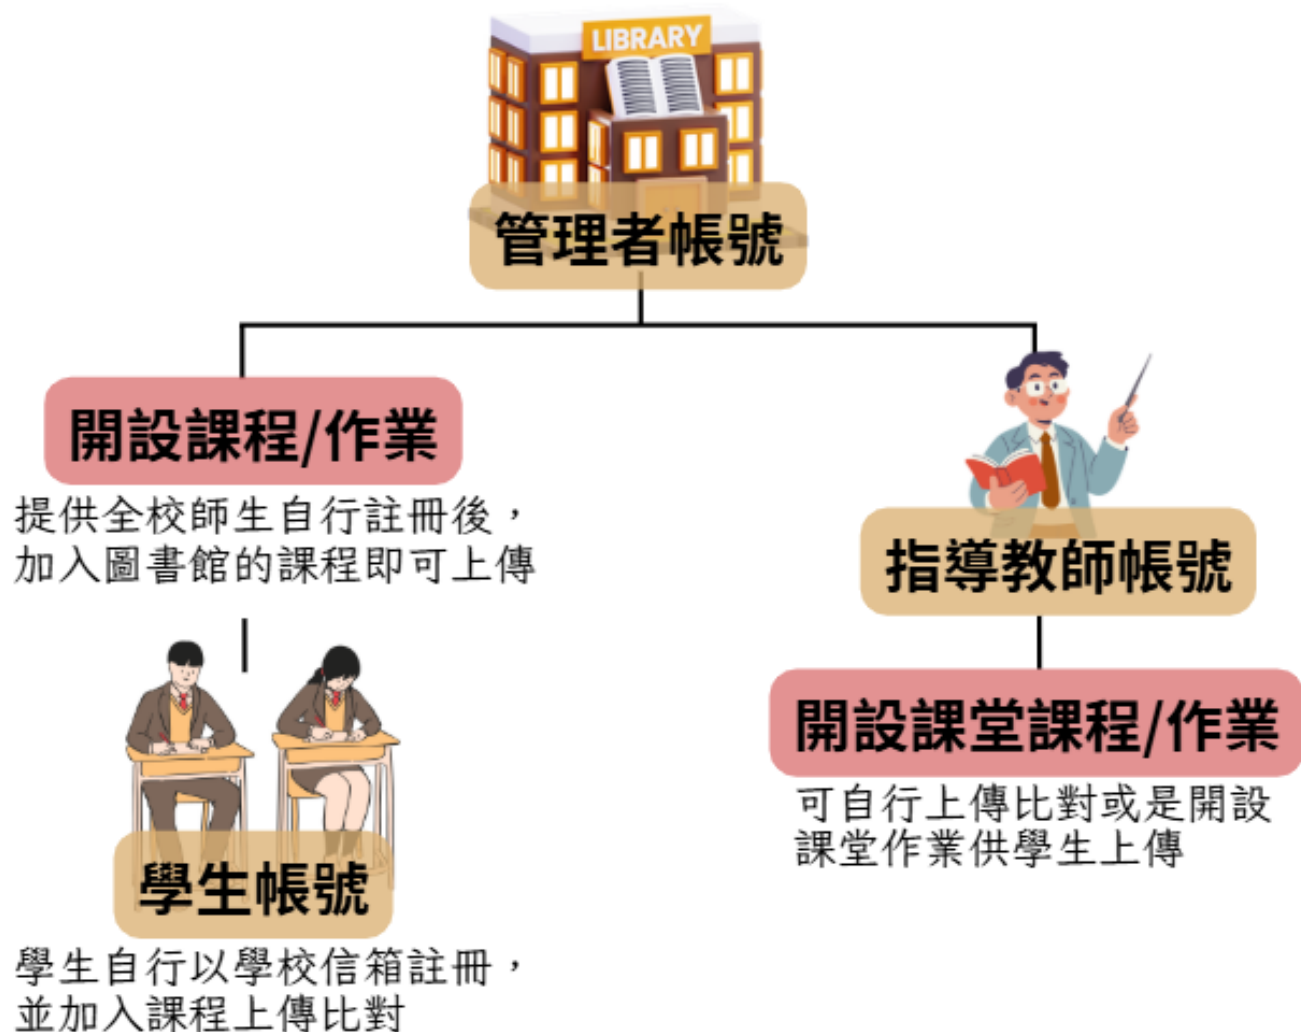 LIBRARY
管理者帳號
開設課程/作業
提供全校師生自行註冊後，
加入圖書館的課程即可上傳
學生帳號
學生自行以學校信箱註冊，
並加入課程上傳比對
指導教師帳號
開設課堂課程/作業
可自行上傳比對或是開設
課堂作業供學生上傳